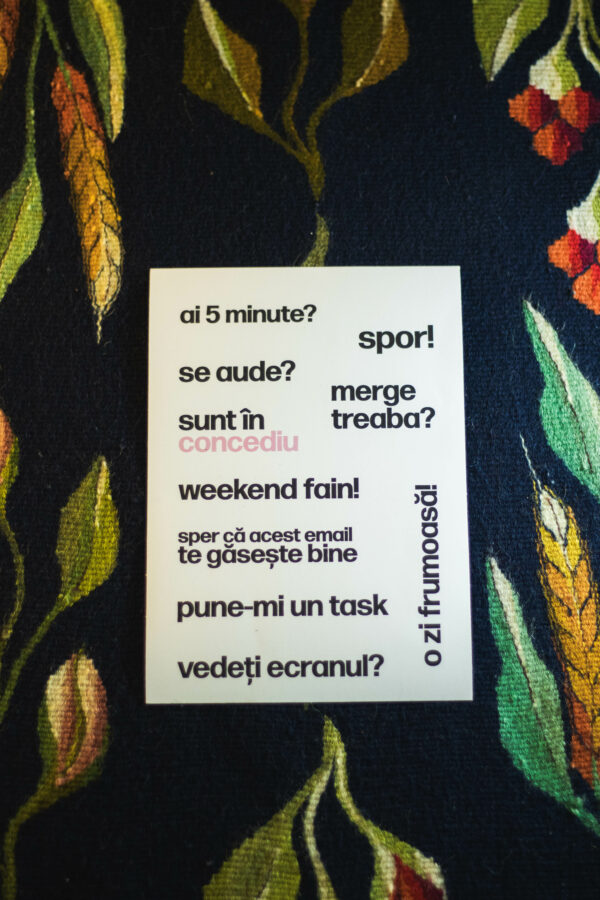 ai 5 minute?
spor!
se aude?
merge
treaba?
sunt în
concediu
weekend fain!
sper că acest email
te găsește bine
pune-mi un task
vedeți ecranul?
o zi frumoasă!